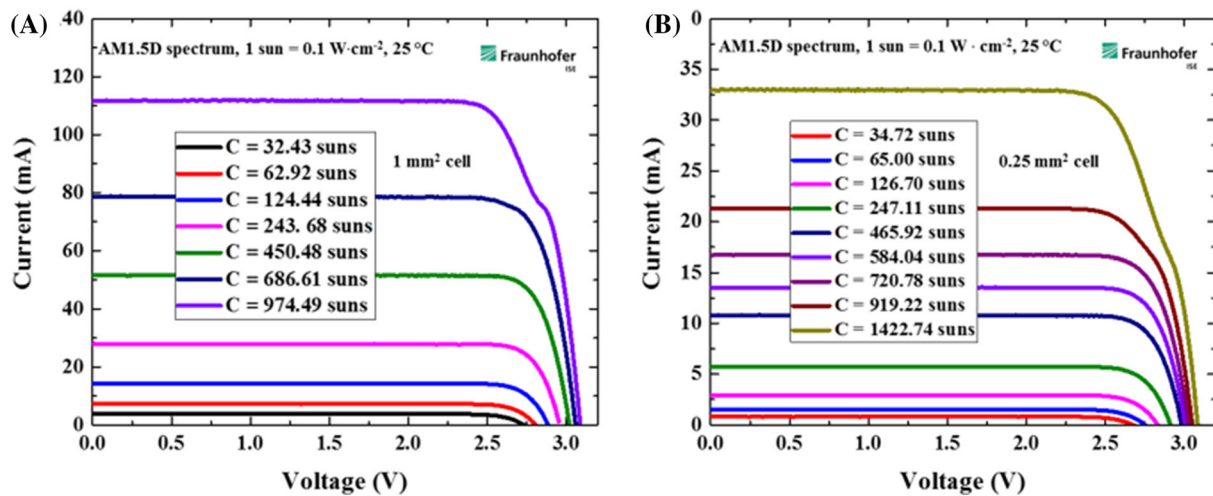 (A)
AM1.5D spectrum, 1 sun = 0.1 W·cm-2, 25 °C
Fraunhofer
ISE
40
110
80
60
40
20
0
Current (mA)
C = 32.43 suns
C = 62.92 suns
C = 124.44 suns
C = 243. 68 suns
C = 450.48 suns
C = 686.61 suns
C = 974.49 suns
1 mm2 cell
0.0 0.5 1.0 1.5 2.0 2.5 3.0
Voltage (V)
(B)
AM1.5D spectrum, 1 sun = 0.1 W · cm-2, 25 °C
Fraunhofer
ISE
35
33
25
20
15
10
5
0
Current (mA)
C = 34.72 suns
C = 65.00 suns
C = 126.70 suns
C = 247.11 suns
C = 465.92 suns
C = 584.04 suns
C = 720.78 suns
C = 919.22 suns
C = 1422.74 suns
0.25 mm2 cell
0.0 0.5 1.0 1.5 2.0 2.5 3.0
Voltage (V)